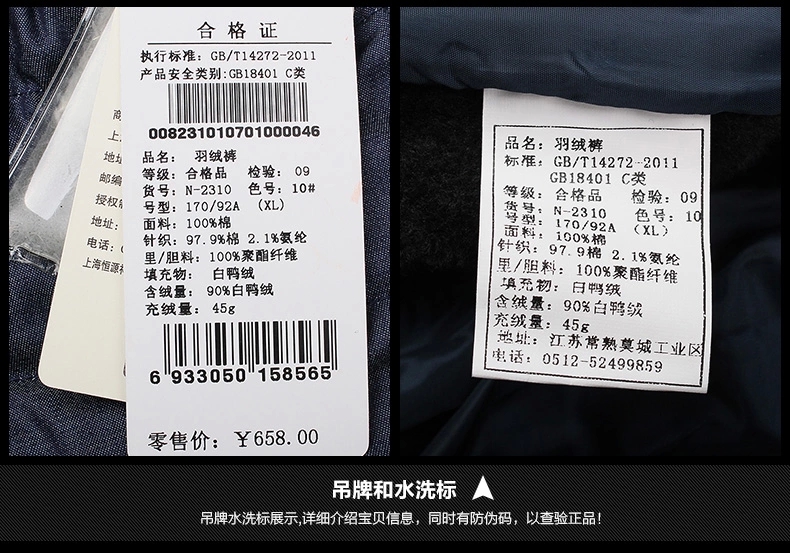 合格证
执行标准: GB/T14272-2011
产品安全类别:GB18401 C类
008231010701000046
品名: 羽绒裤
等级: 合格品 检验: 09
货号: N-2310 色号: 10#
号型: 170/92A (XL)
面料: 100%棉
针织: 97.9%棉 2.1%氨纶
里/胆料: 100%聚酯纤维
填充物: 白鸭绒
含绒量: 90%白鸭绒
充绒量: 45g
6 933050 158565
零售价: ￥658.00
商
上
地址
邮编
授权
地址:
电话:
上海恒源
品名: 羽绒裤
标准: GB/T14272-2011
GB18401 C类
等级: 合格品 检验: 09
货号: N-2310 色号: 10
号型: 170/92A (XL)
面料: 100%棉
针织: 97.9棉 2.1%氨纶
里/胆料: 100%聚酯纤维
填充物: 白鸭绒
含绒量: 90%白鸭绒
充绒量: 45g
地址: 江苏常熟莫城工业区
电话: 0512-52499859
吊牌和水洗标
吊牌水洗标展示,详细介绍宝贝信息，同时有防伪码，以查验正品!